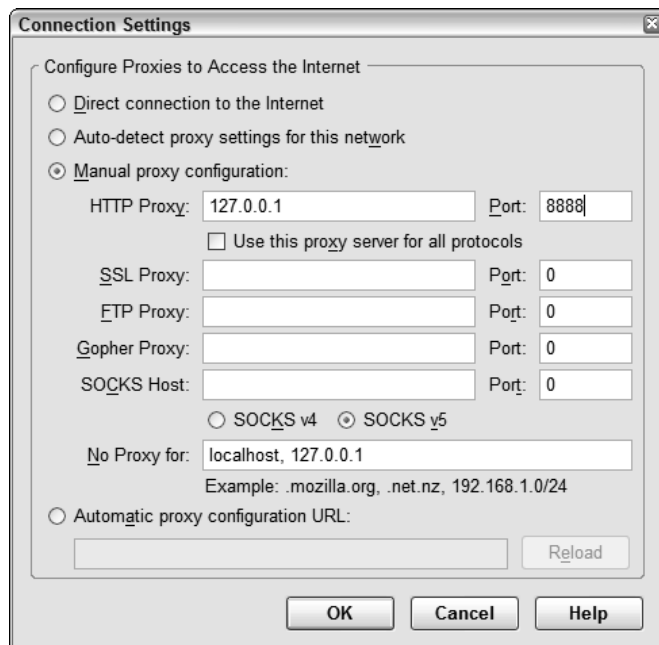 Connection Settings
Configure Proxies to Access the Internet
Direct connection to the Internet
Auto-detect proxy settings for this network
Manual proxy configuration:
HTTP Proxy: 127.0.0.1 Port: 8888
Use this proxy server for all protocols
SSL Proxy: Port: 0
FTP Proxy: Port: 0
Gopher Proxy: Port: 0
SOCKS Host: Port: 0
SOCKS v4 SOCKS v5
No Proxy for: localhost, 127.0.0.1
Example: .mozilla.org, .net.nz, 192.168.1.0/24
Automatic proxy configuration URL:
Reload
OK Cancel Help